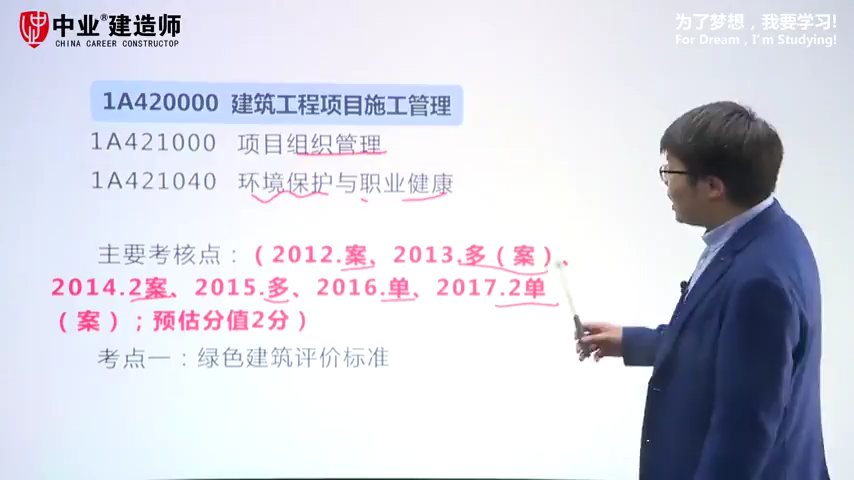 中业®建造师
CHINA CAREER CONSTRUCTOP
为了梦想，我要学习!
For Dream , I'm Studying!
1A420000 建筑工程项目施工管理
1A421000 项目组织管理
1A421040 环境保护与职业健康
主要考核点：（2012.案、2013.多（案）、
2014.2案、2015.多、2016.单、2017.2单
（案）；预估分值2分）
考点一：绿色建筑评价标准